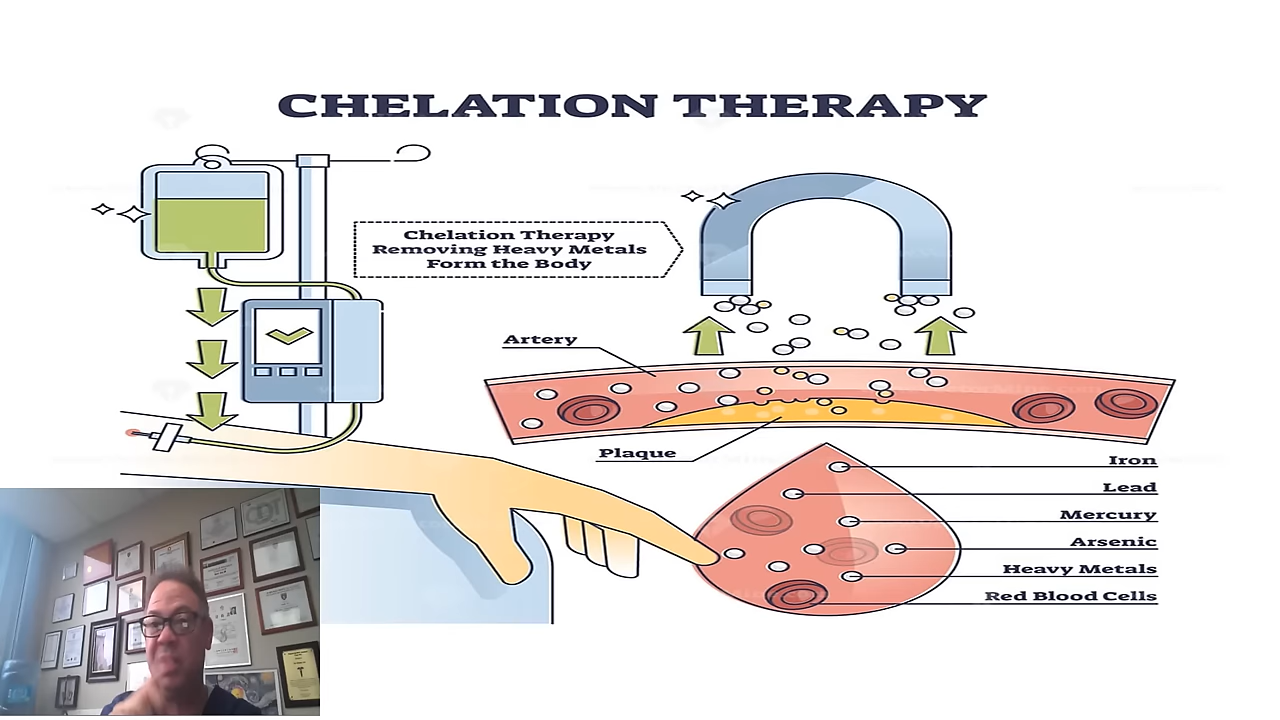 CHELATION THERAPY
Chelation Therapy
Removing Heavy Metals
Form the Body
Artery
Plaque
Iron
Lead
Mercury
Arsenic
Heavy Metals
Red Blood Cells